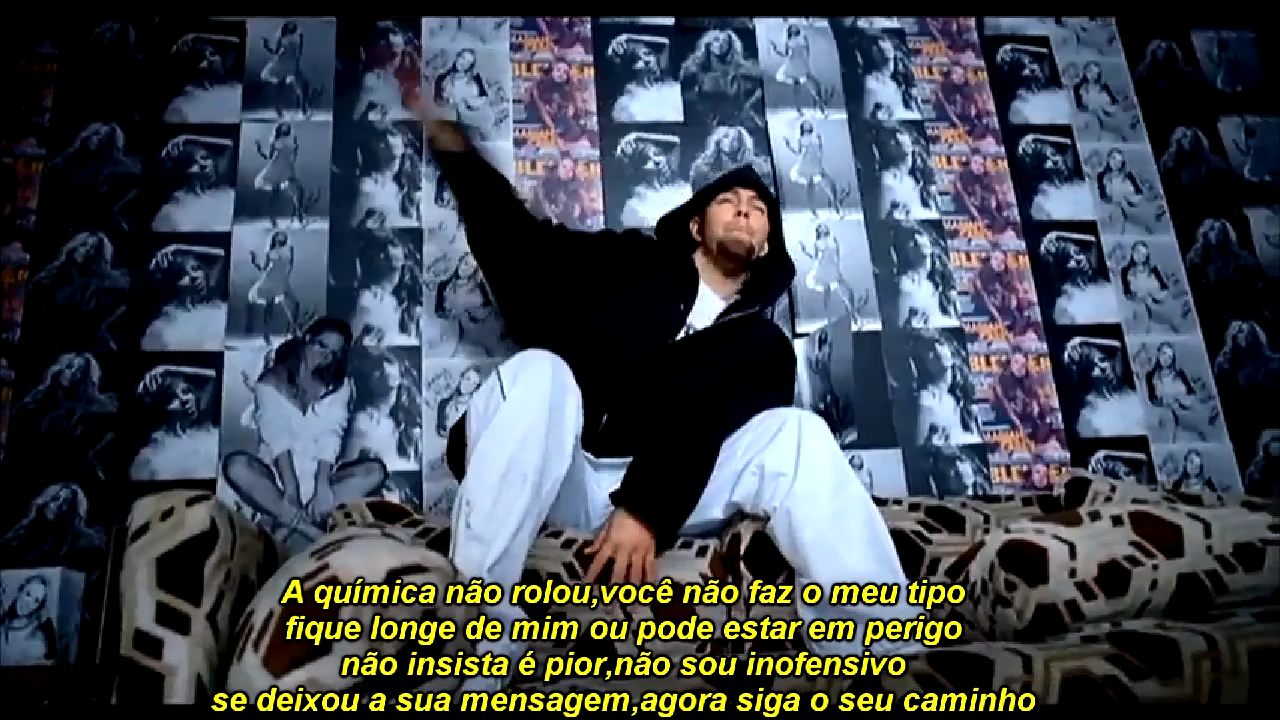 A química não rolou,você não faz o meu tipo
fique longe de mim ou pode estar em perigo
não insista é pior,não sou inofensivo
se deixou a sua mensagem,agora siga o seu caminho